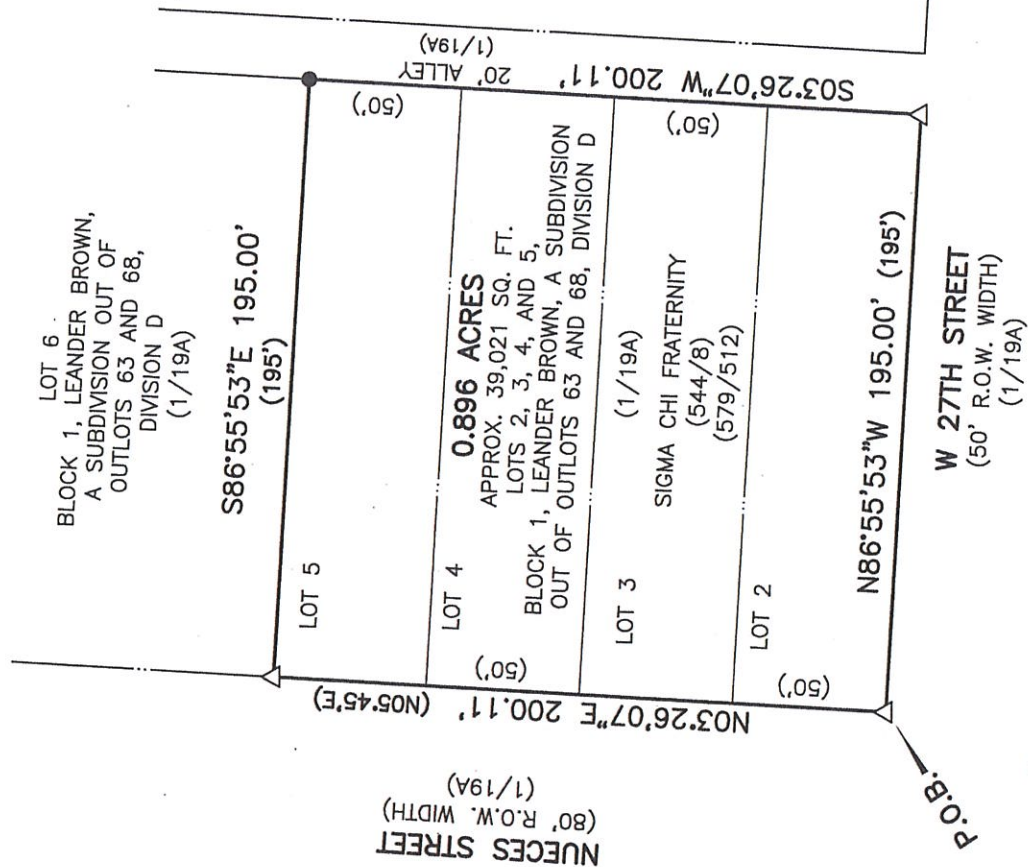 LOT 6
BLOCK 1, LEANDER BROWN,
A SUBDIVISION OUT OF
OUTLOTS 63 AND 68,
DIVISION D
(1/19A)
S86°55'53"E 195.00'
(195')
20' ALLEY
(1/19A)
S03°26'07"W 200.11'
(50')
(50')
LOT 5
LOT 4
0.896 ACRES
APPROX. 39,021 SQ. FT.
LOTS 2, 3, 4, AND 5,
BLOCK 1, LEANDER BROWN, A SUBDIVISION
OUT OF OUTLOTS 63 AND 68, DIVISION D
LOT 3
(1/19A)
SIGMA CHI FRATERNITY
(544/8)
(579/512)
LOT 2
(50')
(50')
N03°26'07"E 200.11' (N05°45'E)
NUECES STREET
(80' R.O.W. WIDTH)
(1/19A)
N86°55'53"W 195.00' (195')
W 27TH STREET
(50' R.O.W. WIDTH)
(1/19A)
P.O.B.